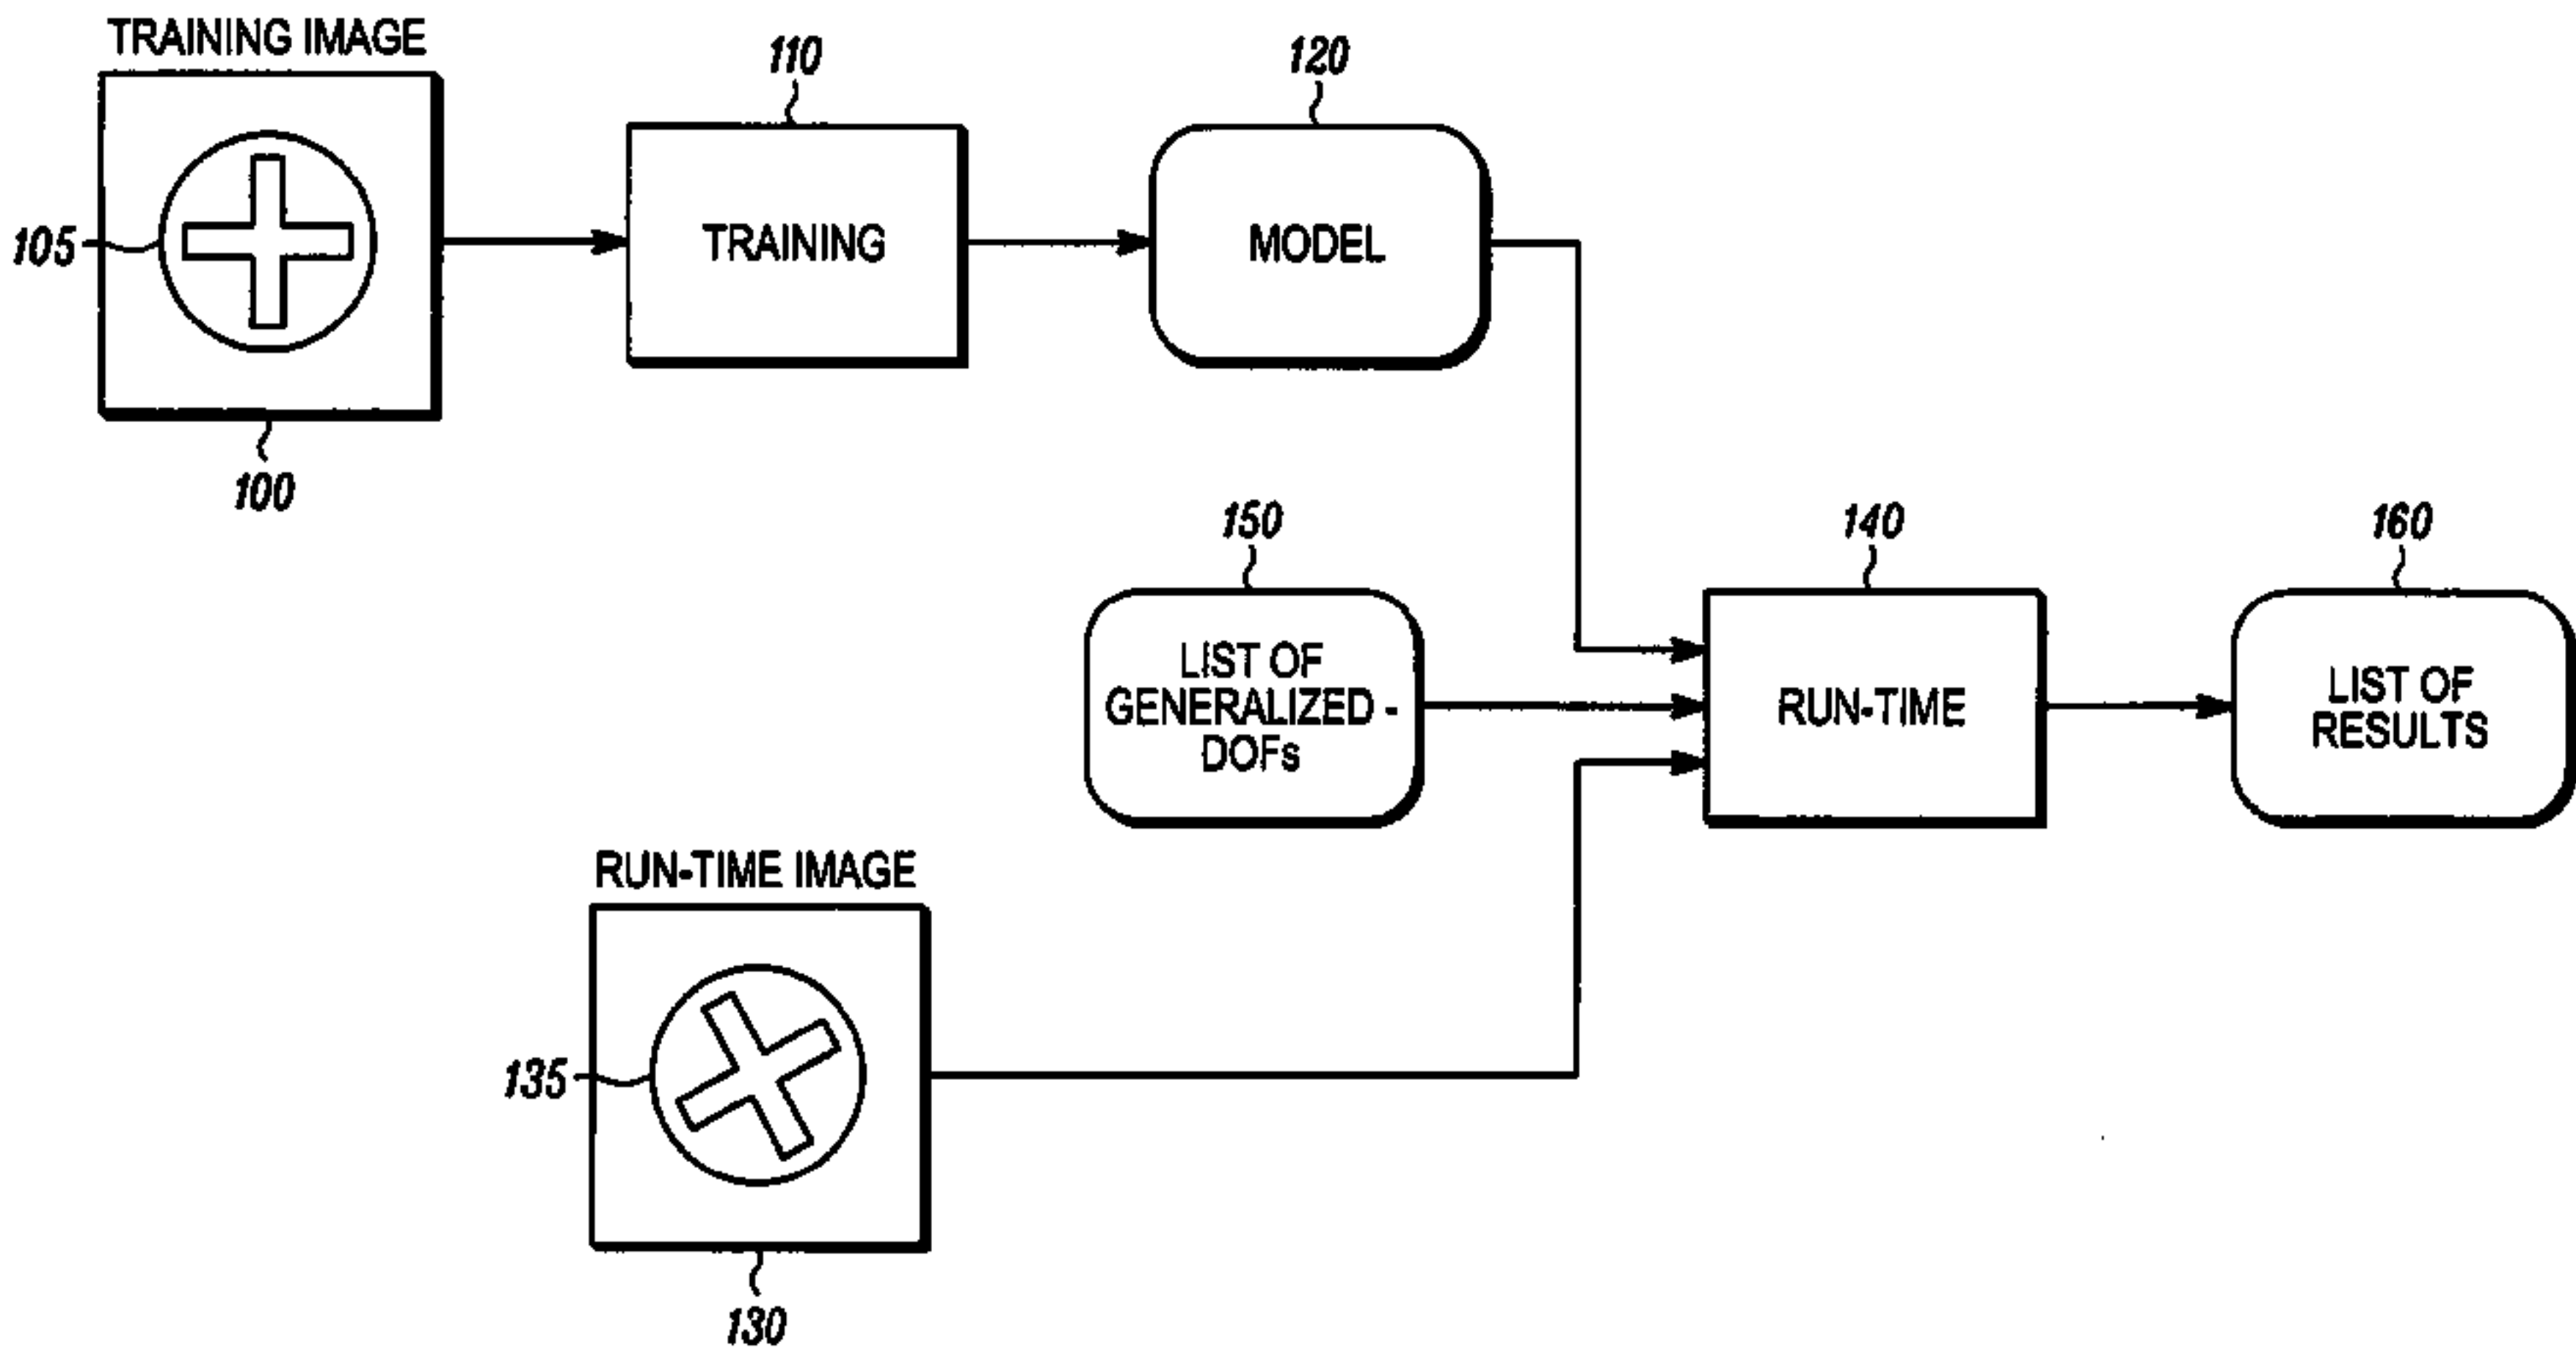 TRAINING IMAGE
110
120
105
TRAINING
MODEL
100
150
140
160
LIST OF
GENERALIZED -
DOFs
RUN-TIME
LIST OF
RESULTS
RUN-TIME IMAGE
135
130